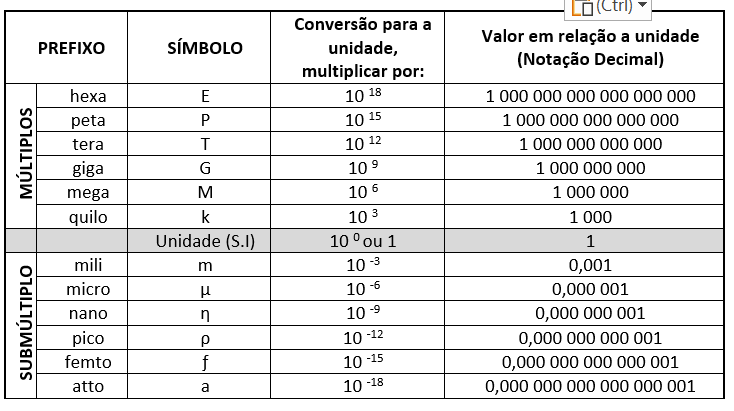 (Ctrl)
PREFIXO SÍMBOLO Conversão para a unidade, multiplicar por: Valor em relação a unidade (Notação Decimal)
MÚLTIPLOS
hexa E 10 18 1 000 000 000 000 000 000
peta P 10 15 1 000 000 000 000 000
tera T 10 12 1 000 000 000 000
giga G 10 9 1 000 000 000
mega M 10 6 1 000 000
quilo k 10 3 1 000
Unidade (S.I) 10 0 ou 1 1
SUBMÚLTIPLO
mili m 10 -3 0,001
micro μ 10 -6 0,000 001
nano η 10 -9 0,000 000 001
pico ρ 10 -12 0,000 000 000 001
femto ƒ 10 -15 0,000 000 000 000 001
atto a 10 -18 0,000 000 000 000 000 001